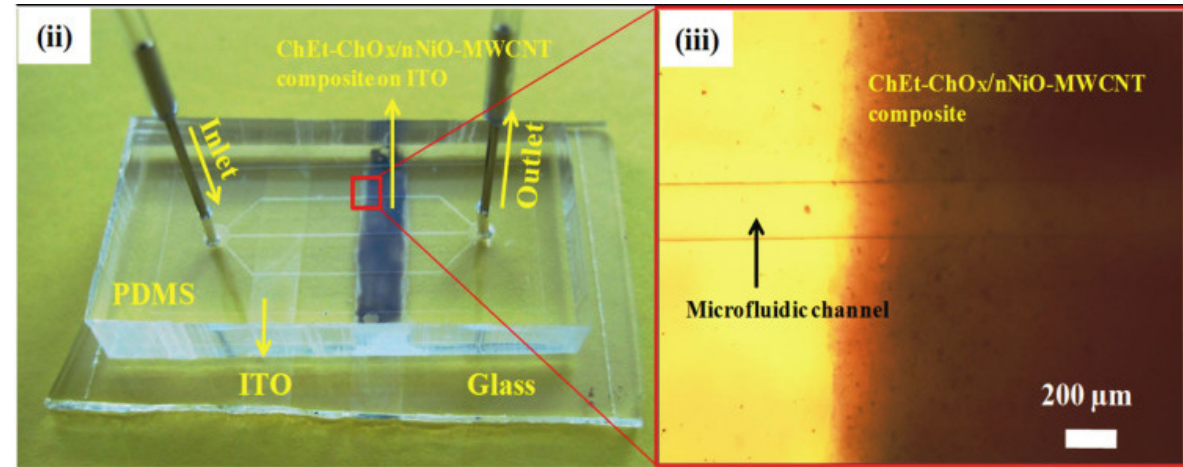 (ii)
ChEt-ChOx/nNiO-MWCNT
composite on ITO
Inlet
Outlet
PDMS
ITO
Glass
(iii)
ChEt-ChOx/nNiO-MWCNT
composite
Microfluidic channel
200 µm